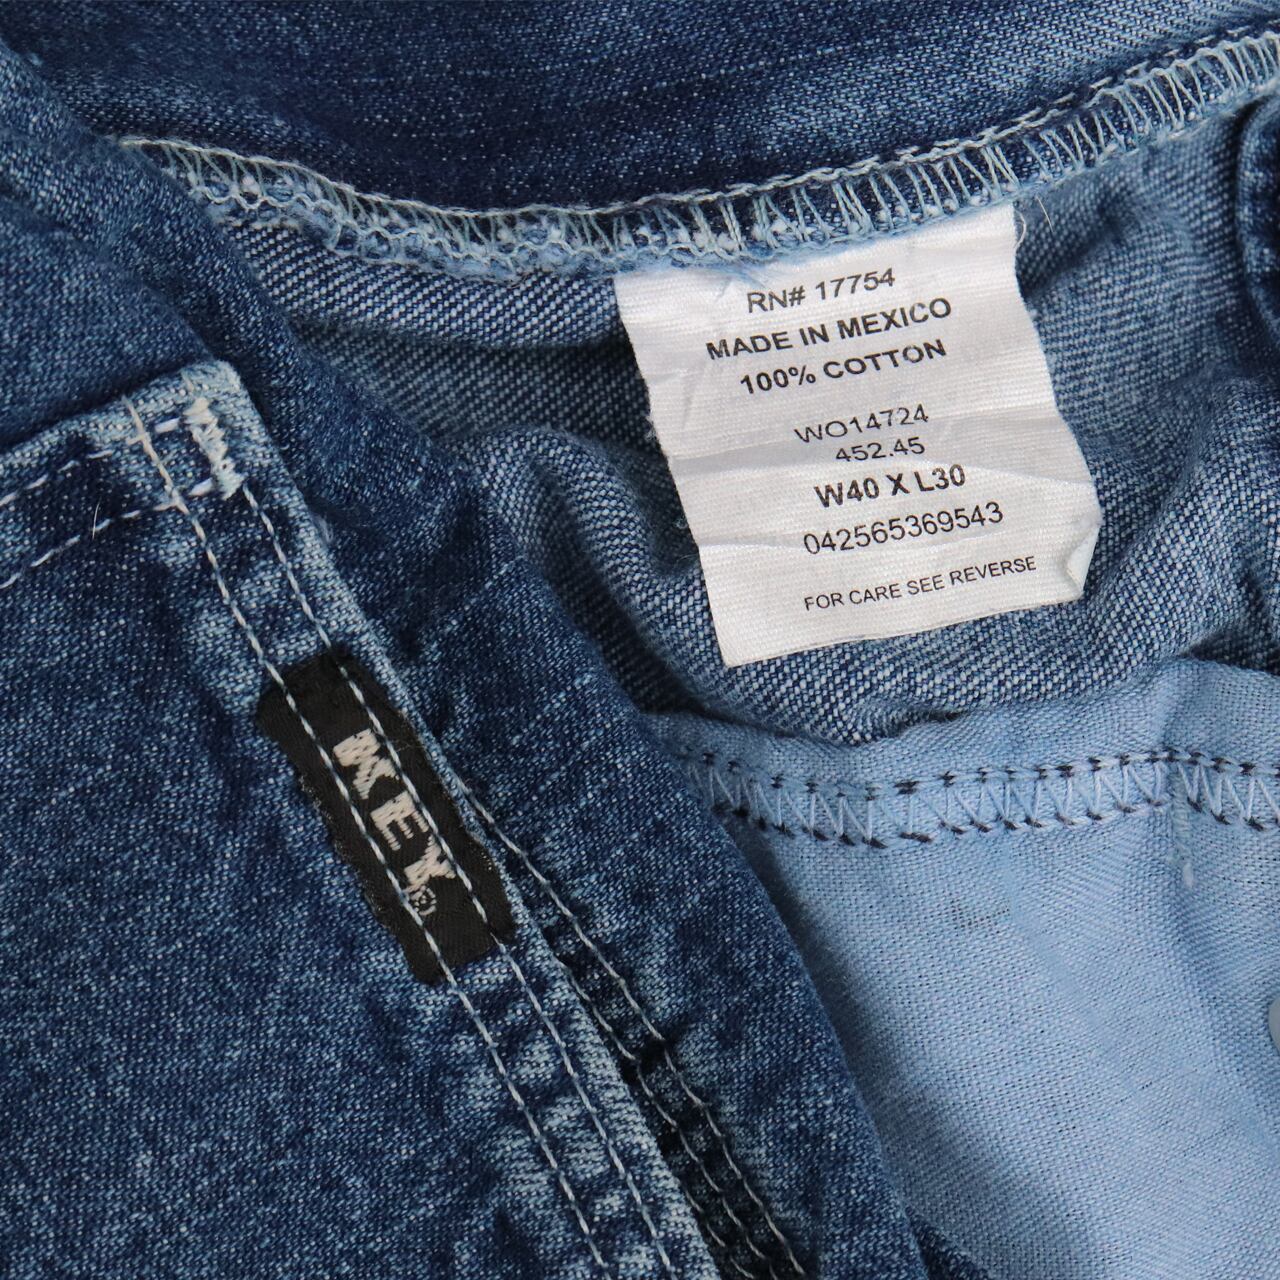 RN# 17754
MADE IN MEXICO
100% COTTON
WO14724
452.45
W40 X L30
042565369543
FOR CARE SEE REVERSE
KEY®